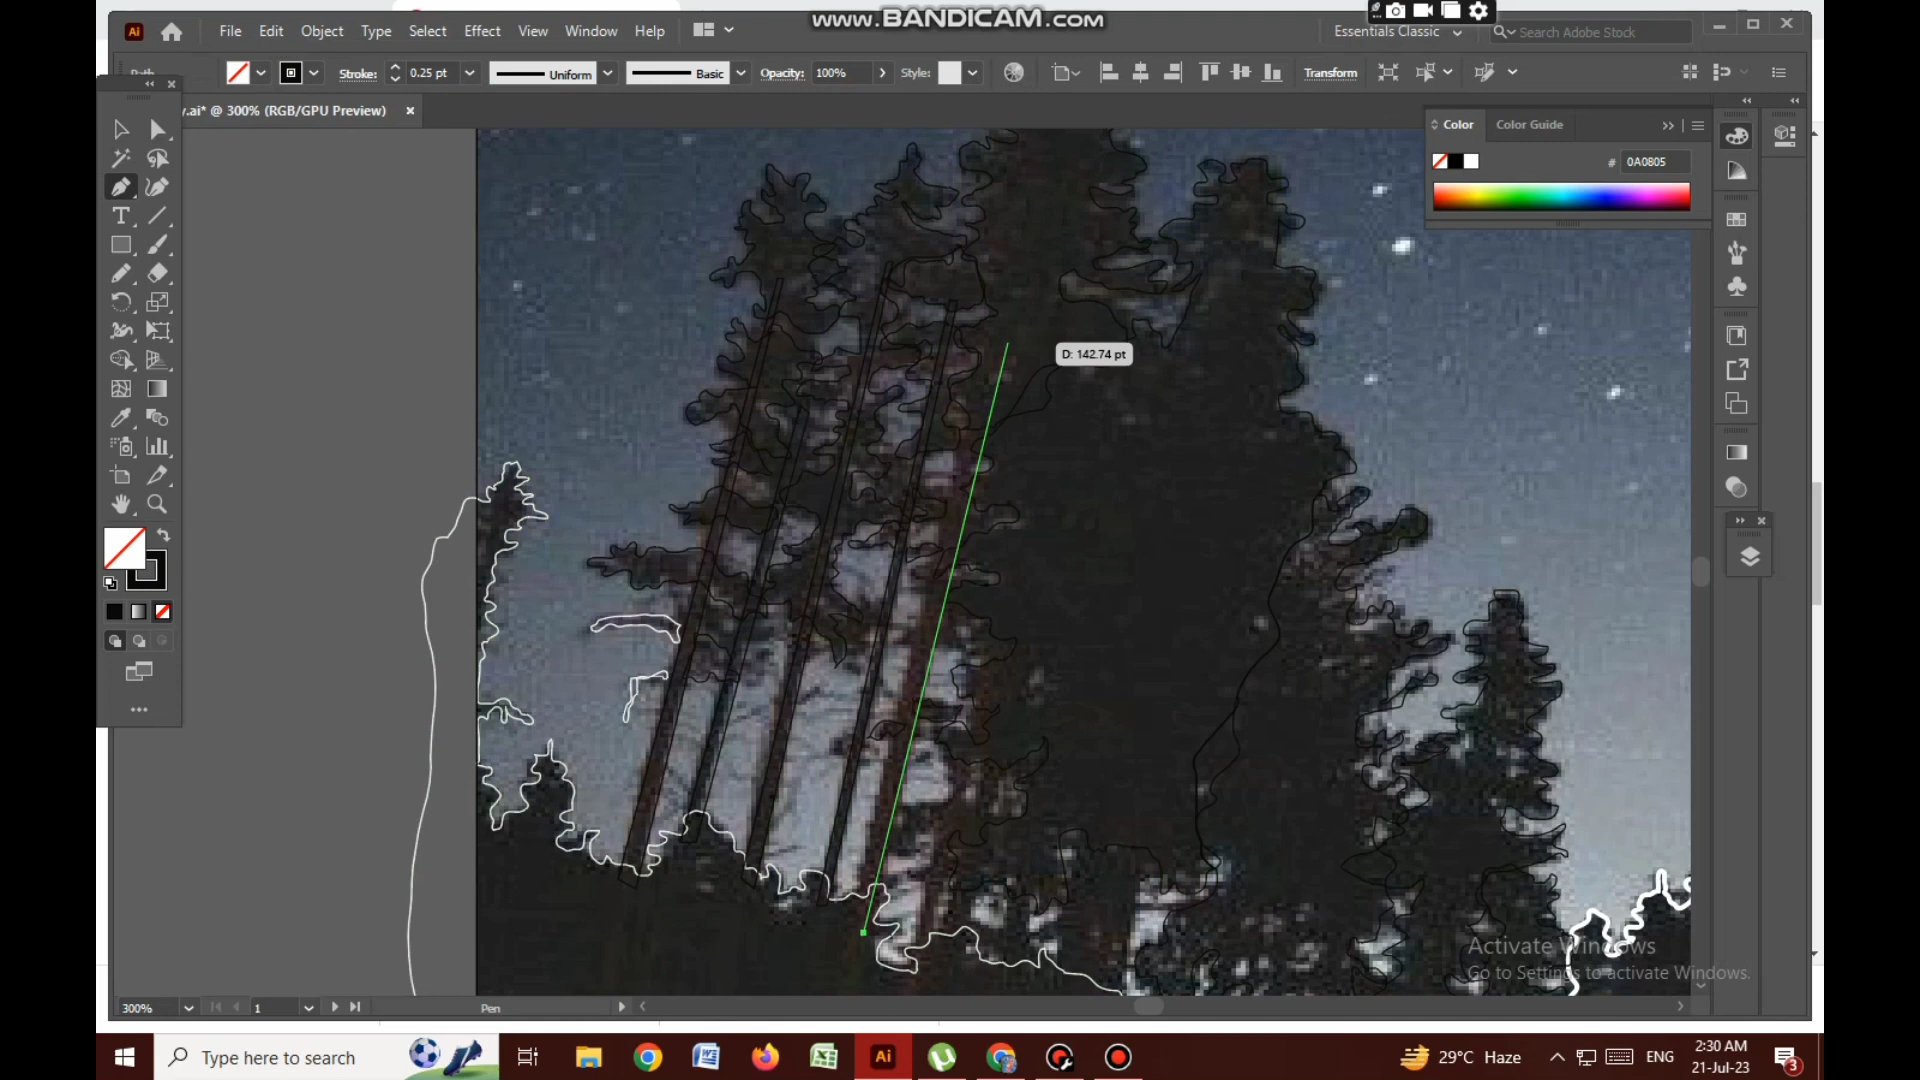 www.BANDICAM.com
Ai
File
Edit
Object
Type
Select
Effect
View
Window
Help
Essentials Classic
Search Adobe Stock
Stroke:
0.25 pt
Uniform
Basic
Opacity:
100%
Style:
Transform
y.ai* @ 300% (RGB/GPU Preview)
Color
Color Guide
# 0A0805
D: 142.74 pt
Activate Windows
Go to Settings to activate Windows.
300%
1
Pen
Type here to search
Ai
29°C Haze
ENG
2:30 AM
21-Jul-23
3